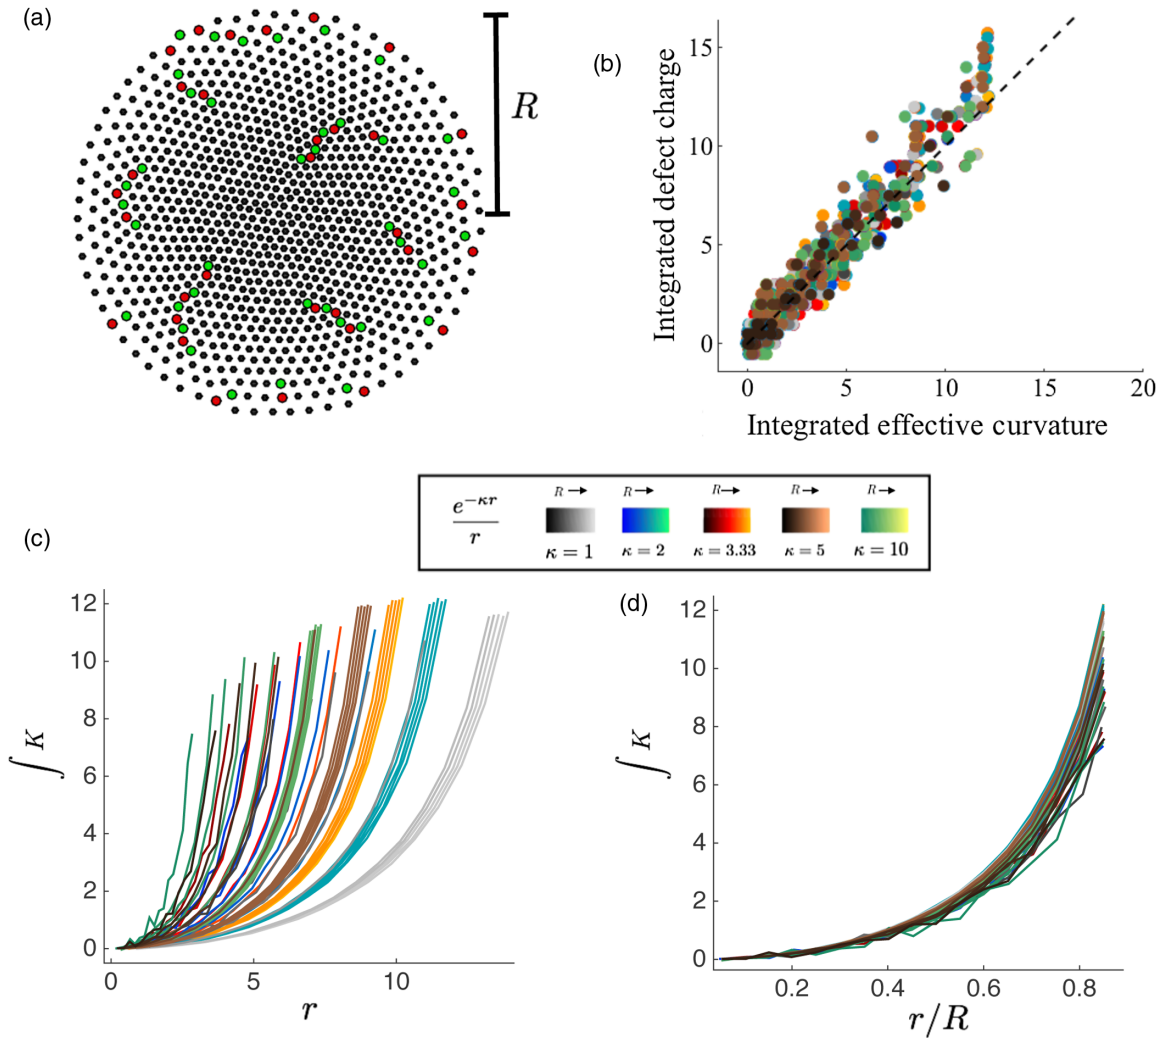 (a)
R
(b)
Integrated defect charge
15
10
5
0
0 5 10 15 20
Integrated effective curvature
e^{-κr}/r
R→ R→ R→ R→ R→
κ = 1 κ = 2 κ = 3.33 κ = 5 κ = 10
(c)
∫K
12
10
8
6
4
2
0
0 5 10
r
(d)
∫K
12
10
8
6
4
2
0
0.2 0.4 0.6 0.8
r/R